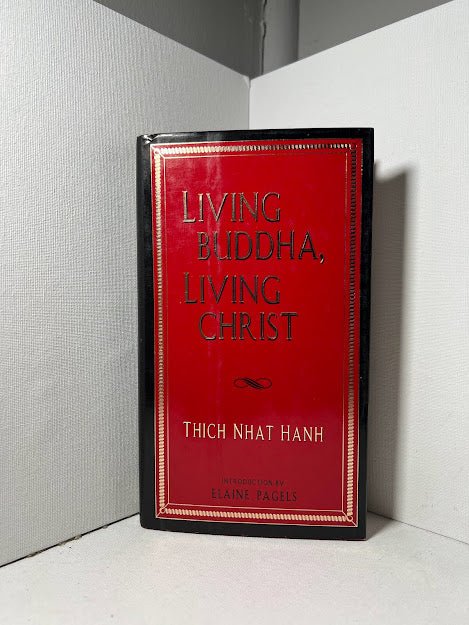 LIVING
BUDDHA,
LIVING
CHRIST
THICH NHAT HANH
INTRODUCTION BY
ELAINE PAGELS